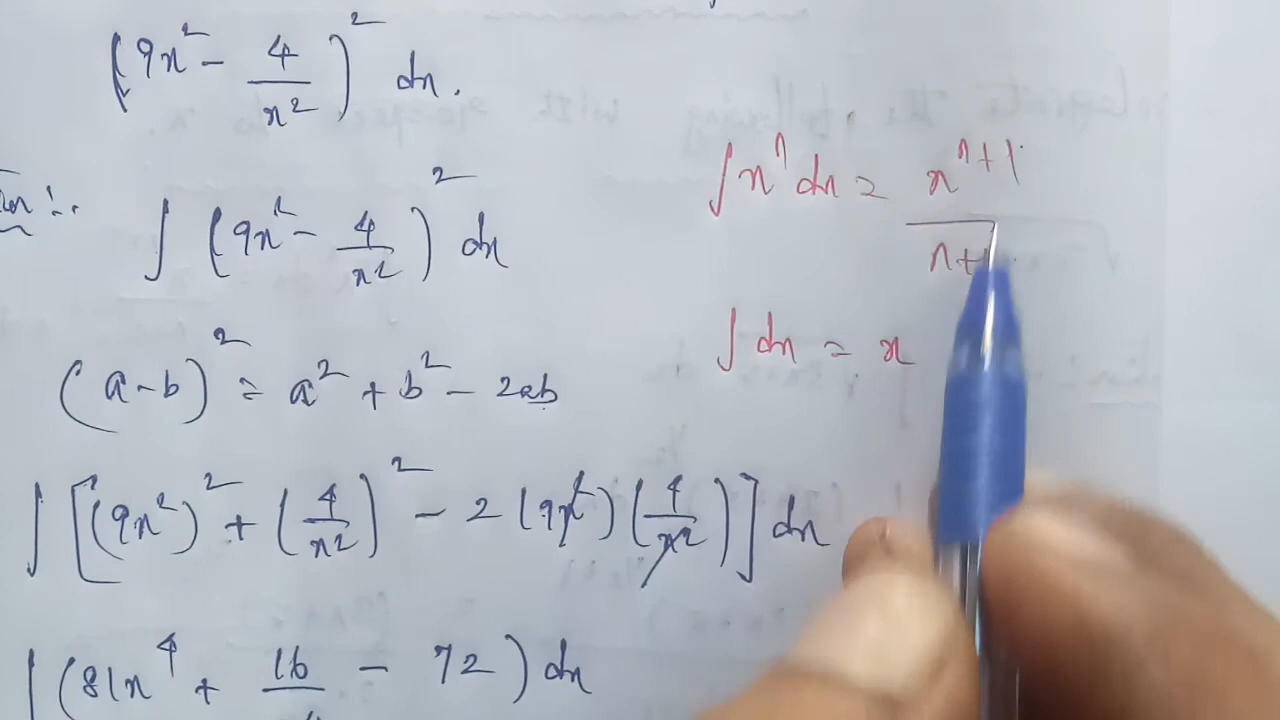 (9x² - 4/x²)² dx.
∫ (9x² - 4/x²)² dx
(a-b)² = a² + b² - 2ab
∫ [(9x²)² + (4/x²)² - 2 (9x²) (4/x²)] dx
∫ (81x⁴ + 16/ - 72) dx
∫ xⁿ dx = xⁿ⁺¹/n+1
∫ dx = x